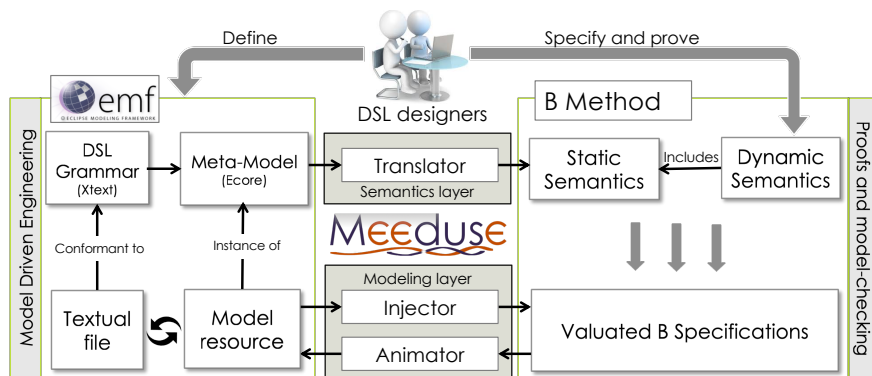 Define
Specify and prove
emf
ECLIPSE MODELING FRAMEWORK
DSL designers
B Method
Model Driven Engineering
Proofs and model-checking
DSL
Grammar
(Xtext)
Meta-Model
(Ecore)
Translator
Semantics layer
Static
Semantics
Includes
Dynamic
Semantics
Conformant to
Instance of
Meeduse
Modeling layer
Textual
file
Model
resource
Injector
Animator
Valuated B Specifications